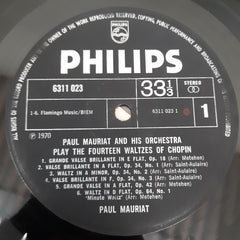 PHILIPS
6311 023
33⅓
STEREO
1-6. Flamingo Music/BIEM
6311 023 1
1
℗ 1970
PAUL MAURIAT AND HIS ORCHESTRA
PLAY THE FOURTEEN WALTZES OF CHOPIN
1. GRANDE VALSE BRILLANTE IN E FLAT, Op. 18 (Arr: Metehen)
2. VALSE BRILLANTE IN A FLAT, Op. 34, No. 1 (Arr: Saint-Aulaire)
3. WALTZ IN A MINOR, Op. 34, No. 2 (Arr: Metehen)
4. VALSE BRILLANTE IN F, Op. 34, No. 3 (Arr: Saint-Aulaire)
5. GRANDE VALSE IN A FLAT, Op. 42 (Arr: Metehen)
6. WALTZ IN D FLAT, Op. 64, No. 1
"Minute Waltz" (Arr: Metehen)
PAUL MAURIAT